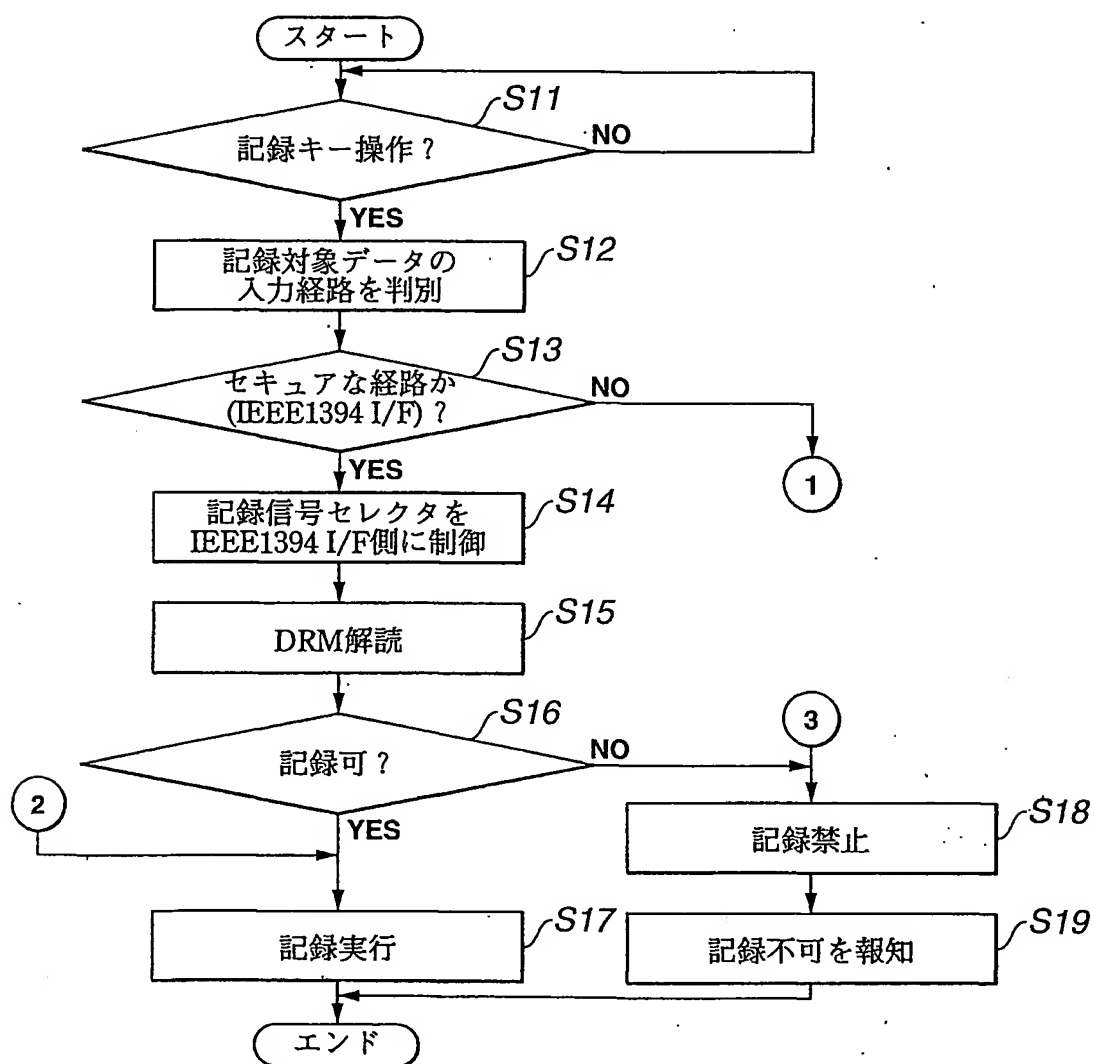 スタート
S11
記録キー操作?
NO
YES
S12
記録対象データの
入力経路を判別
S13
セキュアな経路か
(IEEE1394 I/F)?
NO
YES
1
S14
記録信号セレクタを
IEEE1394 I/F側に制御
S15
DRM解読
S16
3
記録可?
NO
2
YES
S18
記録禁止
S17
記録実行
S19
記録不可を報知
エンド